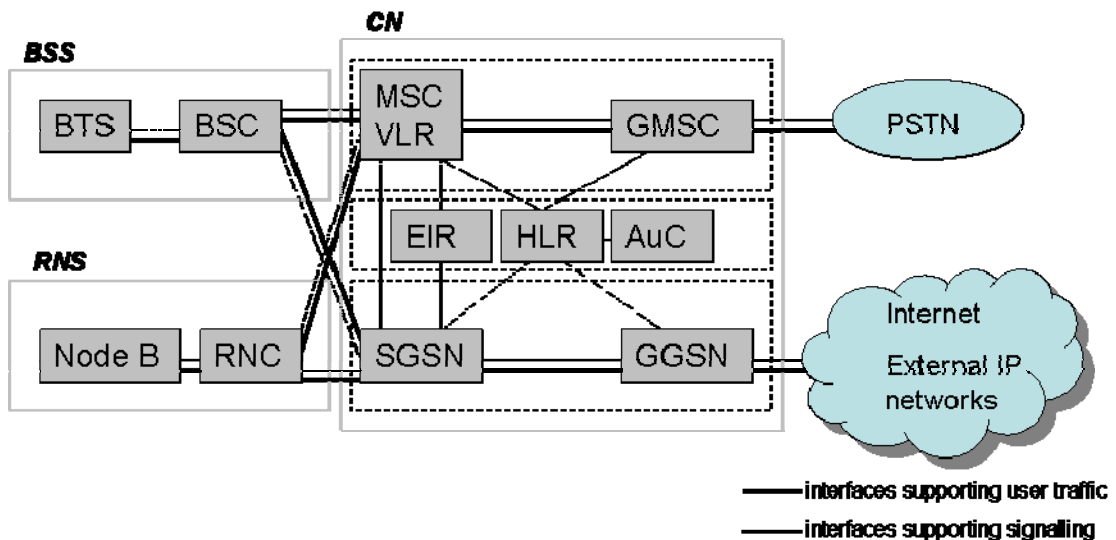 CN
BSS
BTS
BSC
MSC
VLR
GMSC
PSTN
EIR
HLR
AuC
RNS
Node B
RNC
SGSN
GGSN
Internet
External IP
networks
interfaces supporting user traffic
interfaces supporting signalling